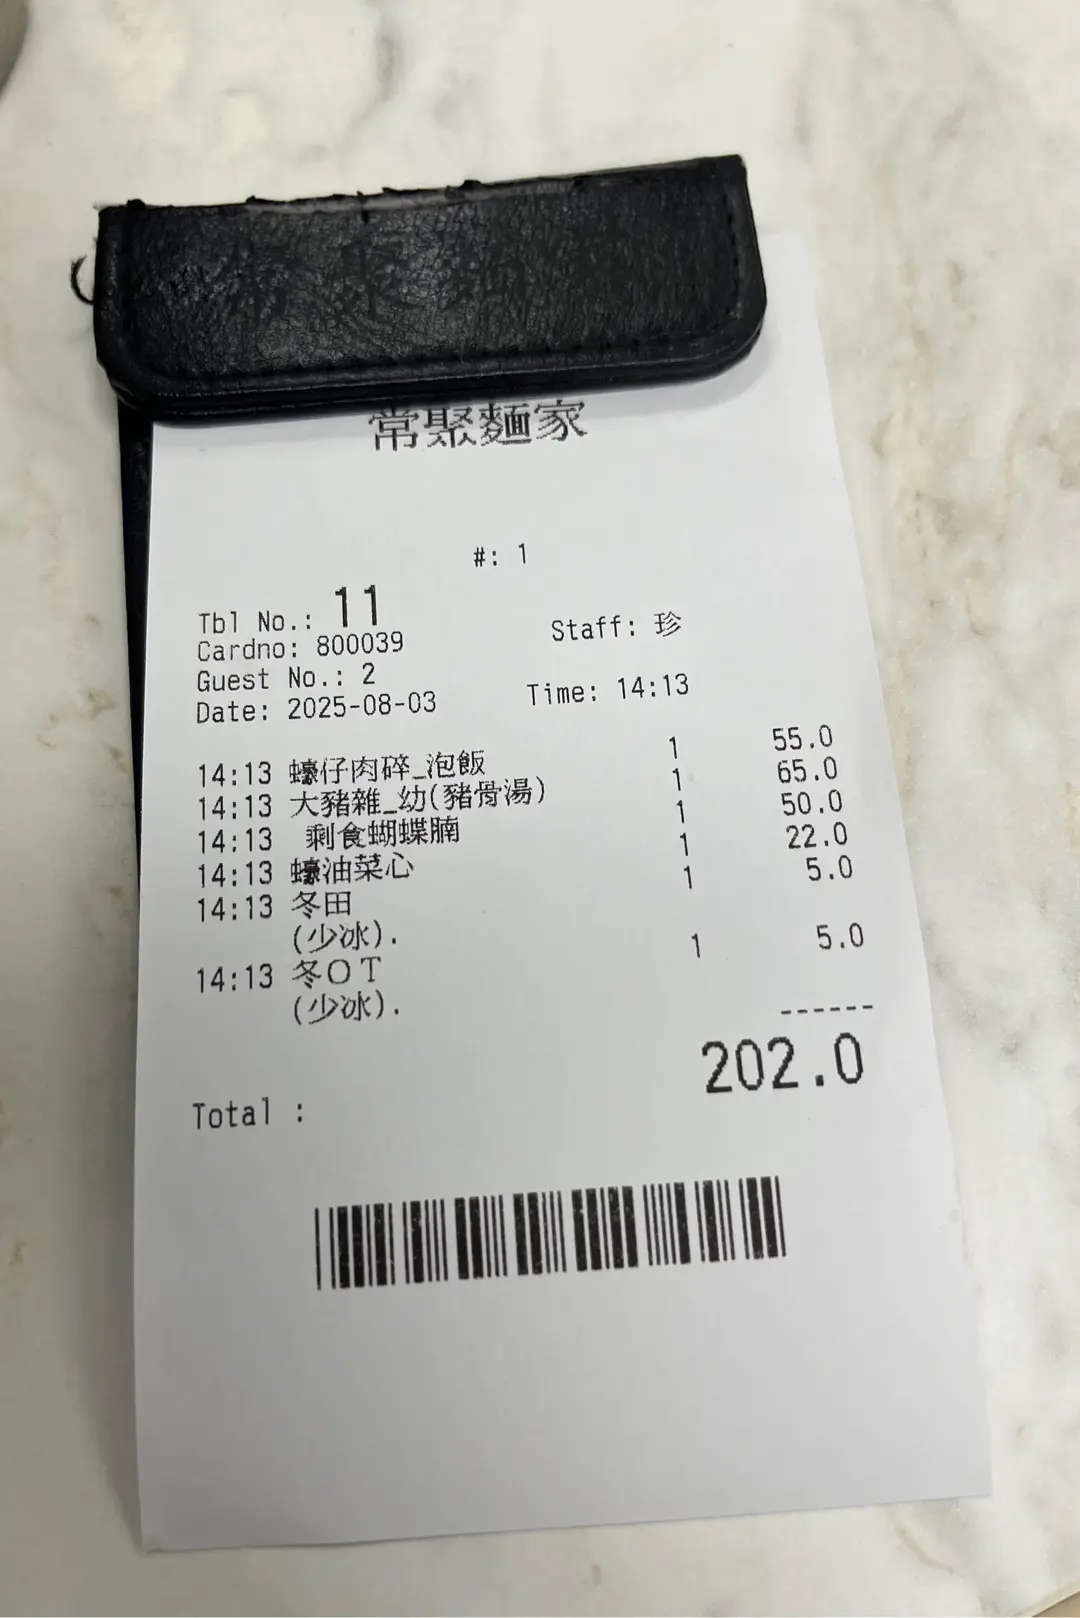 常聚麵家
#: 1
Tbl No.: 11
Staff: 珍
Cardno: 800039
Guest No.: 2
Date: 2025-08-03 Time: 14:13
14:13 蠔仔肉碎_泡飯 1 55.0
14:13 大豬雜_幼(豬骨湯) 1 65.0
14:13 剩食蝴蝶腩 1 50.0
14:13 蠔油菜心 1 22.0
14:13 冬田 1 5.0
(少冰).
14:13 冬OT 1 5.0
(少冰).
------
202.0
Total :